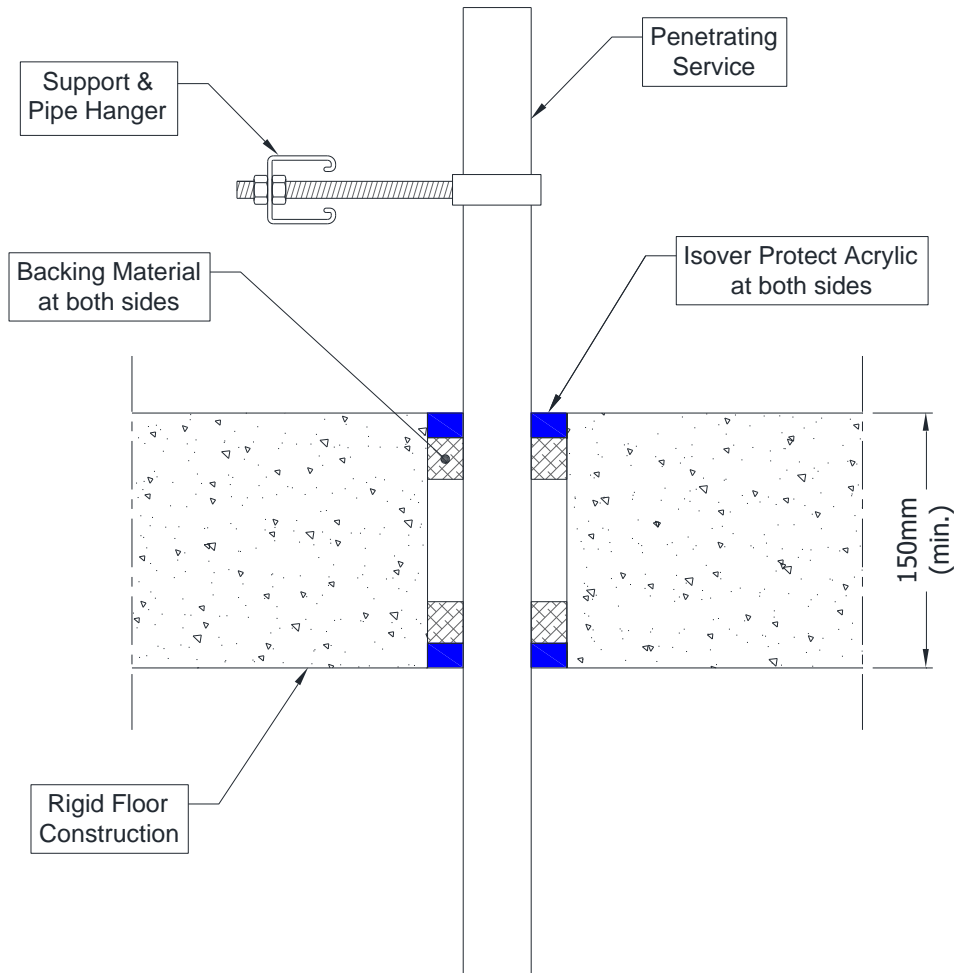 Penetrating
Service
Support &
Pipe Hanger
Backing Material
at both sides
Isover Protect Acrylic
at both sides
150mm
(min.)
Rigid Floor
Construction